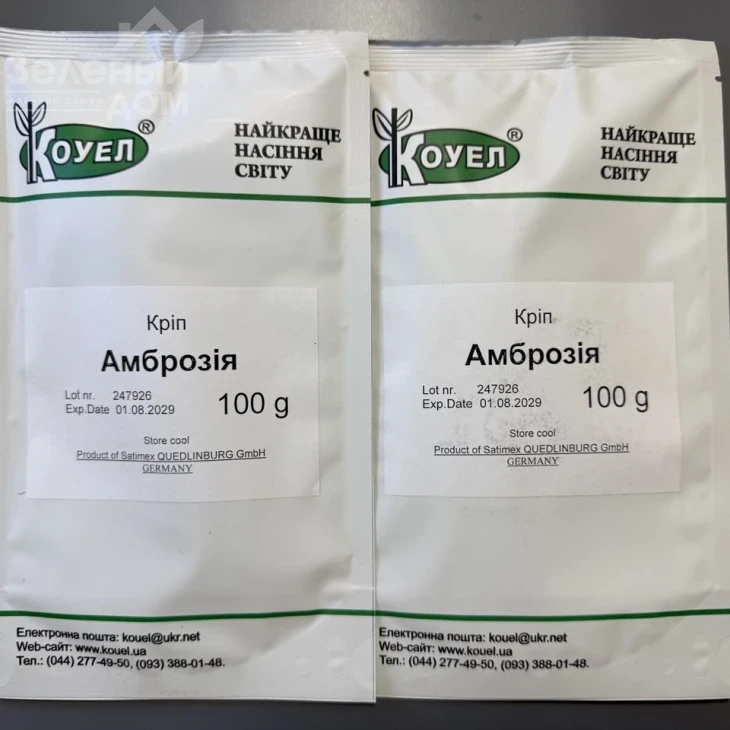 Зеленый
ДОМ
КОУЕЛ®
НАЙКРАЩЕ
НАСІННЯ
СВІТУ
Кріп
Амброзія
Lot nr. 247926
Exp.Date 01.08.2029
100 g
Store cool
Product of Satimex QUEDLINBURG GmbH
GERMANY
Електронна пошта: kouel@ukr.net
Web-сайт: www.kouel.ua
Тел.: (044) 277-49-50, (093) 388-01-48.
КОУЕЛ®
НАЙКРАЩЕ
НАСІННЯ
СВІТУ
Кріп
Амброзія
Lot nr. 247926
Exp.Date 01.08.2029
100 g
Store cool
Product of Satimex QUEDLINBURG GmbH
GERMANY
Електронна пошта: kouel@ukr.net
Web-сайт: www.kouel.ua
Тел.: (044) 277-49-50, (093) 388-01-48.